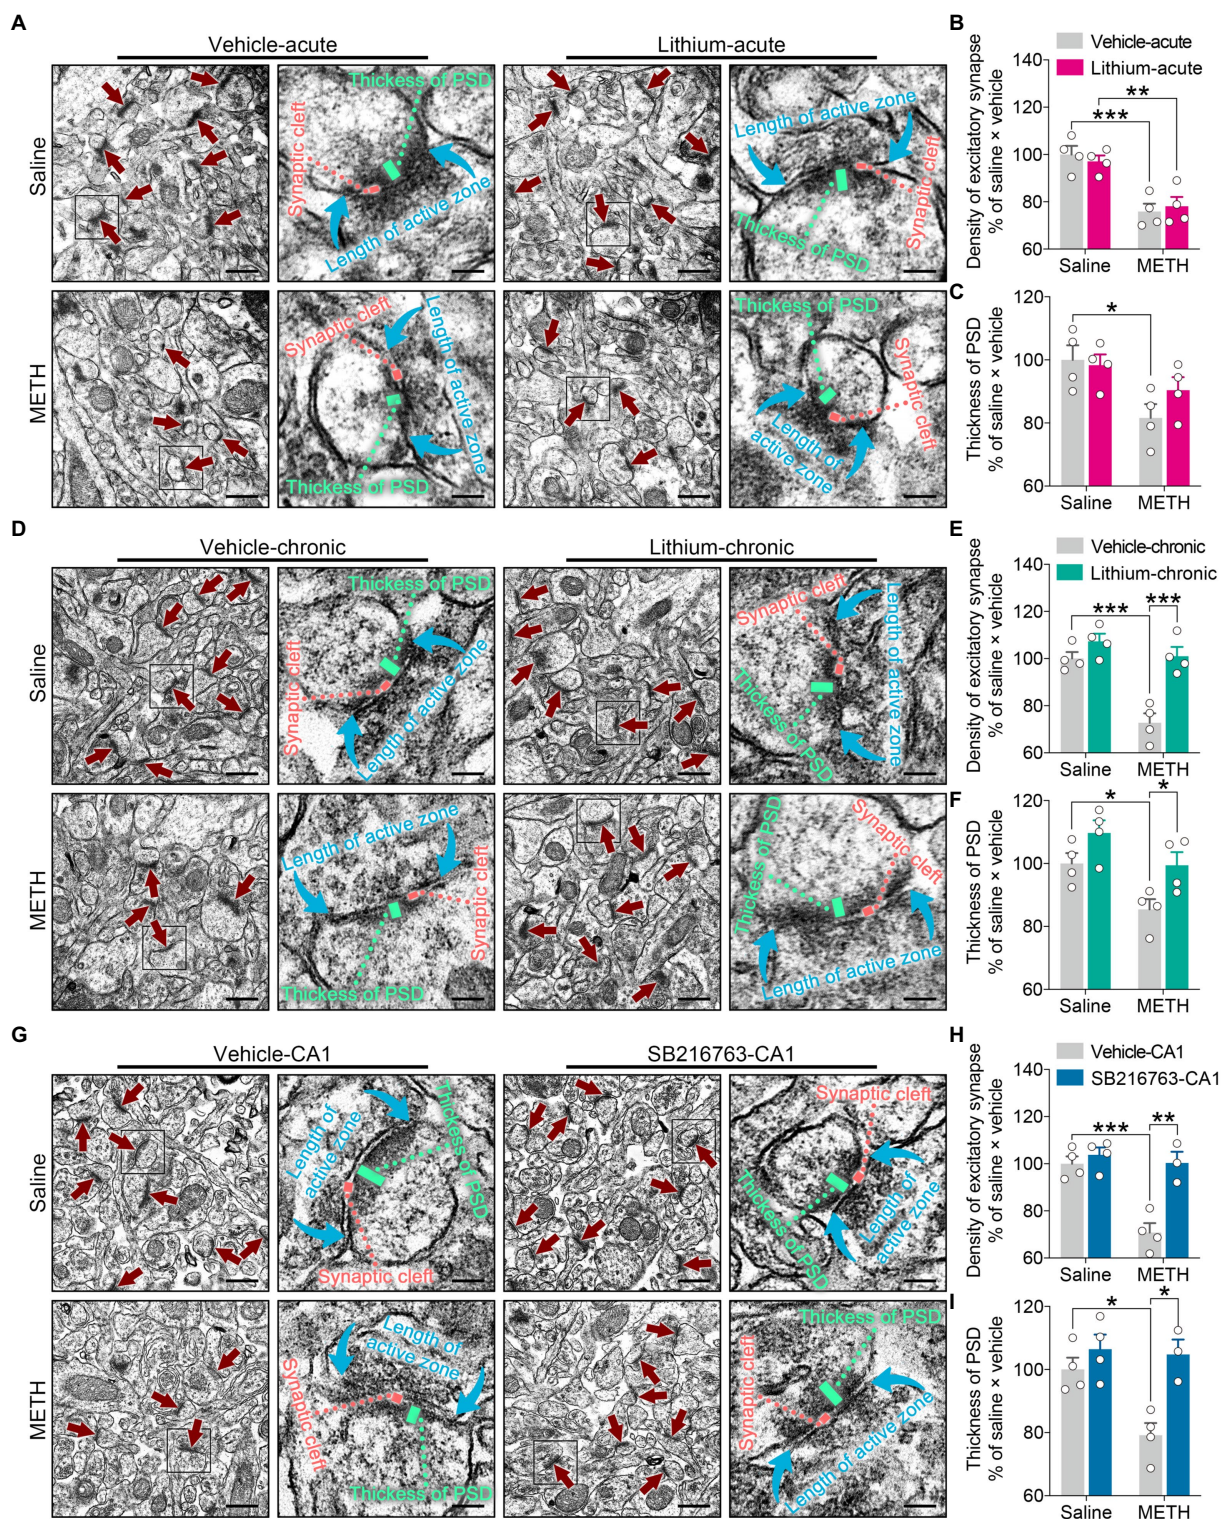 A
Vehicle-acute
Lithium-acute
Saline
METH
Thickess of PSD
Synaptic cleft
Length of active zone
Length of active zone
Synaptic cleft
Thickess of PSD
Synaptic cleft
Length of active zone
Thickess of PSD
Thickess of PSD
Synaptic cleft
Length of
active zone
B
Vehicle-acute
Lithium-acute
Density of excitatory synapse
% of saline × vehicle
140
120
100
80
60
***
**
Saline
METH
C
Thickness of PSD
% of saline × vehicle
120
100
80
60
*
Saline
METH
D
Vehicle-chronic
Lithium-chronic
Saline
METH
Thickess of PSD
Synaptic cleft
Length of active zone
Synaptic cleft
Length of active zone
Thickess of PSD
Length of active zone
Synaptic cleft
Thickess of PSD
Thickess of PSD
Synaptic cleft
Length of active zone
E
Vehicle-chronic
Lithium-chronic
Density of excitatory synapse
% of saline × vehicle
140
120
100
80
60
***
***
Saline
METH
F
Thickness of PSD
% of saline × vehicle
120
100
80
60
*
*
Saline
METH
G
Vehicle-CA1
SB216763-CA1
Saline
METH
Length of
active zone
Thickess of PSD
Synaptic cleft
Synaptic cleft
Thickess of PSD
Length of
active zone
Synaptic cleft
Length of
active zone
Thickess of PSD
Thickess of PSD
Synaptic cleft
Length of active zone
H
Vehicle-CA1
SB216763-CA1
Density of excitatory synapse
% of saline × vehicle
140
120
100
80
60
***
**
Saline
METH
I
Thickness of PSD
% of saline × vehicle
120
100
80
60
*
*
Saline
METH